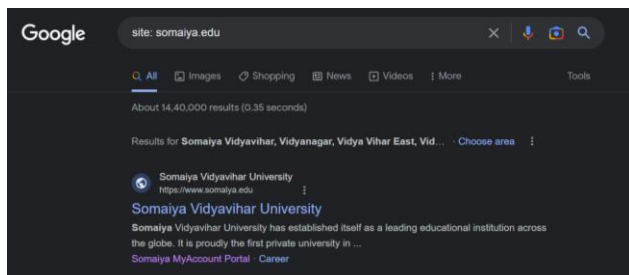 Google
site: somaiya.edu
All Images Shopping News Videos More Tools
About 14,40,000 results (0.35 seconds)
Results for Somaiya Vidyavihar, Vidyanagar, Vidya Vihar East, Vid... · Choose area
Somaiya Vidyavihar University
https://www.somaiya.edu
Somaiya Vidyavihar University
Somaiya Vidyavihar University has established itself as a leading educational institution across
the globe. It is proudly the first private university in ...
Somaiya MyAccount Portal · Career